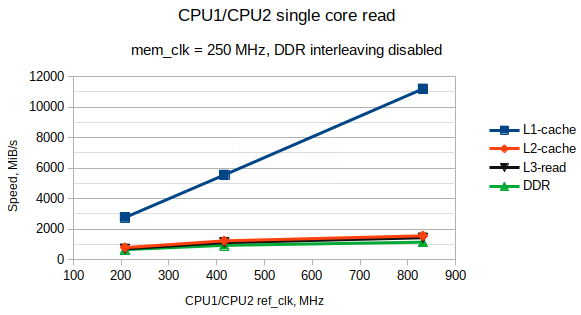 CPU1/CPU2 single core read
mem_clk = 250 MHz, DDR interleaving disabled
Speed, MiB/s
12000
10000
8000
6000
4000
2000
0
100 200 300 400 500 600 700 800 900
CPU1/CPU2 ref_clk, MHz
L1-cache
L2-cache
L3-read
DDR